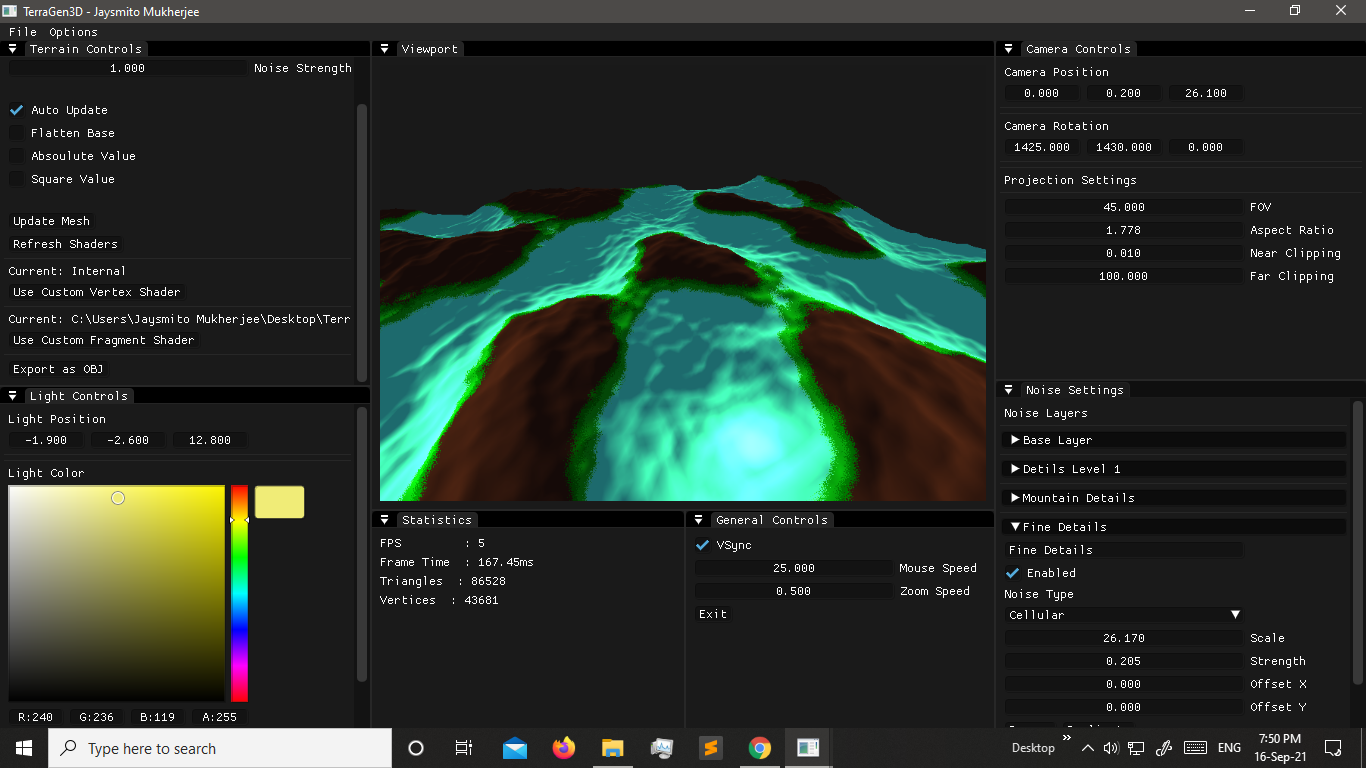 TerraGen3D - Jaysmito Mukherjee
File Options
Terrain Controls
1.000 Noise Strength
Auto Update
Flatten Base
Absoulute Value
Square Value
Update Mesh
Refresh Shaders
Current: Internal
Use Custom Vertex Shader
Current: C:\Users\Jaysmito Mukherjee\Desktop\Terr
Use Custom Fragment Shader
Export as OBJ
Light Controls
Light Position
-1.900 -2.600 12.800
Light Color
R:240 G:236 B:119 A:255
Viewport
Statistics
FPS : 5
Frame Time : 167.45ms
Triangles : 86528
Vertices : 43681
General Controls
VSync
25.000 Mouse Speed
0.500 Zoom Speed
Exit
Camera Controls
Camera Position
0.000 0.200 26.100
Camera Rotation
1425.000 1430.000 0.000
Projection Settings
45.000 FOV
1.778 Aspect Ratio
0.010 Near Clipping
100.000 Far Clipping
Noise Settings
Noise Layers
Base Layer
Detils Level 1
Mountain Details
Fine Details
Fine Details
Enabled
Noise Type
Cellular
26.170 Scale
0.205 Strength
0.000 Offset X
0.000 Offset Y
Type here to search
Desktop
ENG
7:50 PM
16-Sep-21